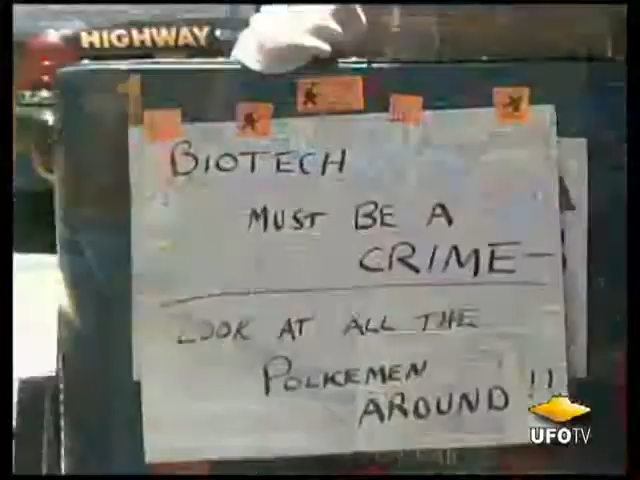 HIGHWAY
BIOTECH
MUST BE A
CRIME-
LOOK AT ALL THE
POLICEMEN
AROUND!!
UFOTV